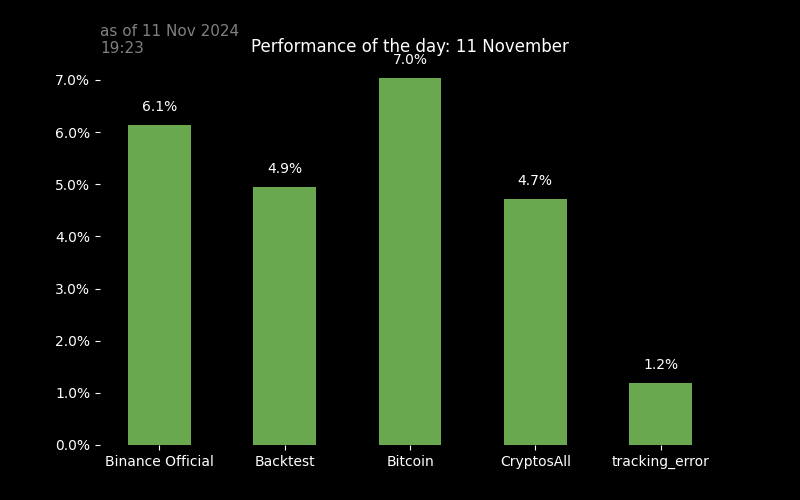 as of 11 Nov 2024
19:23
Performance of the day: 11 November
7.0%
6.1%
4.9%
7.0%
4.7%
1.2%
6.0%
5.0%
4.0%
3.0%
2.0%
1.0%
0.0%
Binance Official
Backtest
Bitcoin
CryptosAll
tracking_error